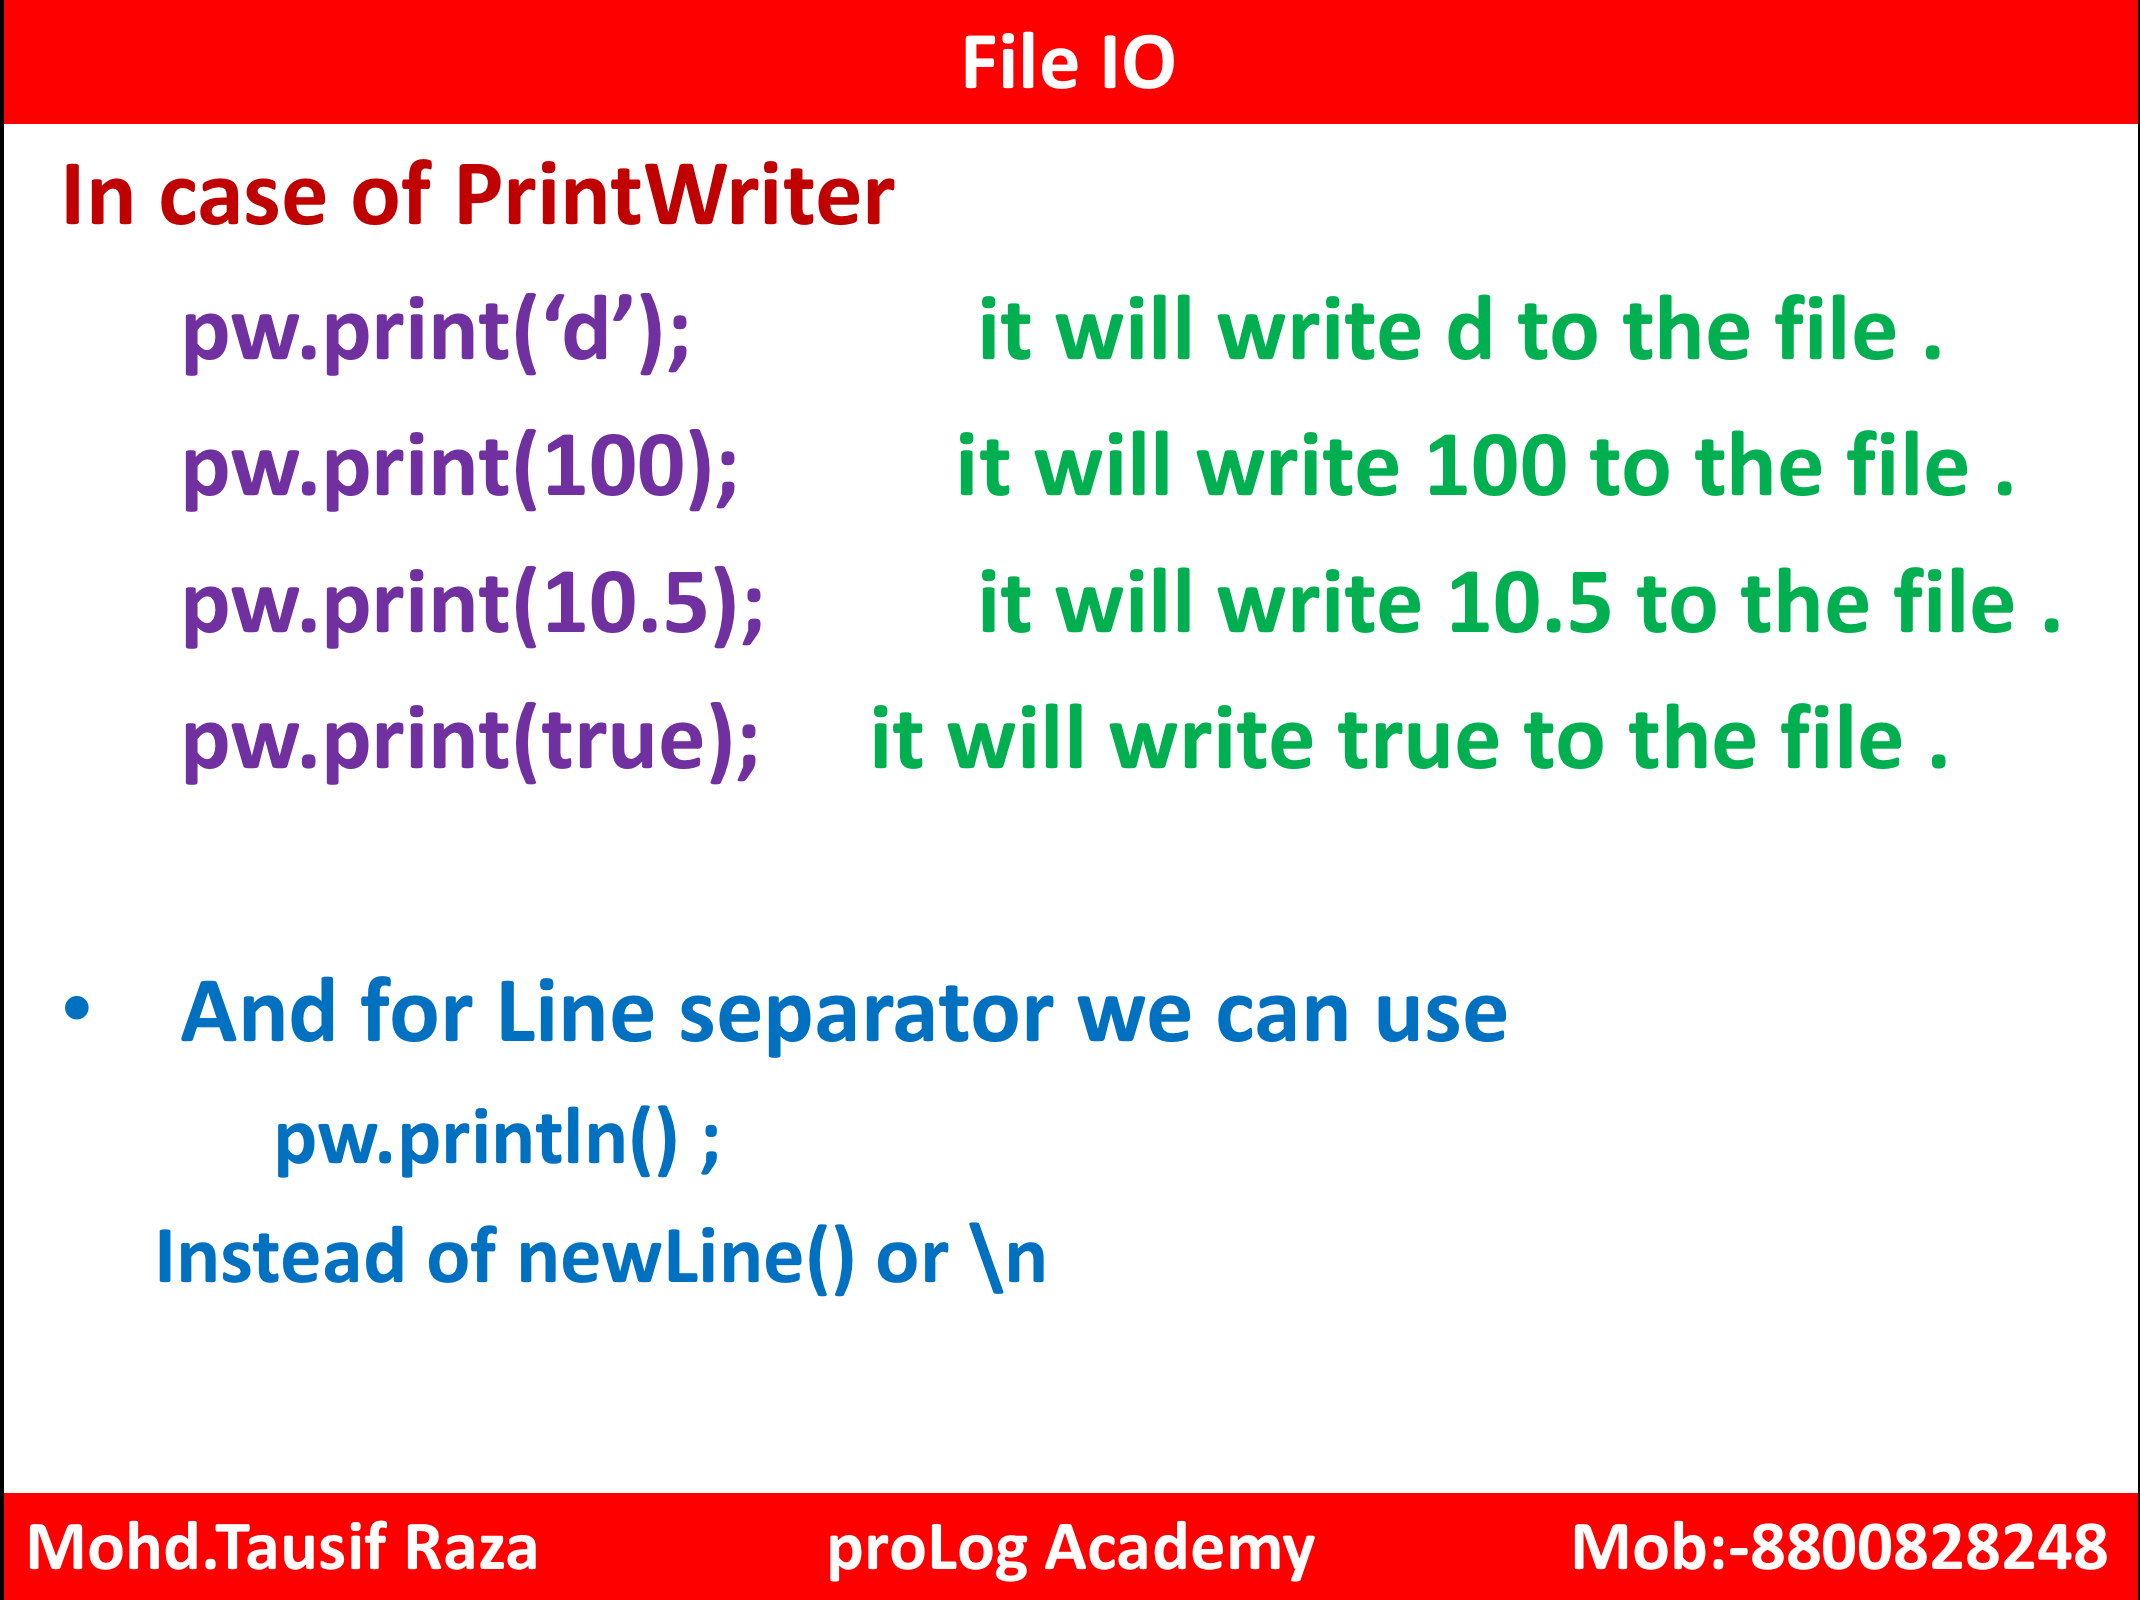 File IO
In case of PrintWriter
pw.print(‘d’); it will write d to the file .
pw.print(100); it will write 100 to the file .
pw.print(10.5); it will write 10.5 to the file .
pw.print(true); it will write true to the file .
• And for Line separator we can use
pw.println() ;
Instead of newLine() or \n
Mohd.Tausif Raza proLog Academy Mob:-8800828248